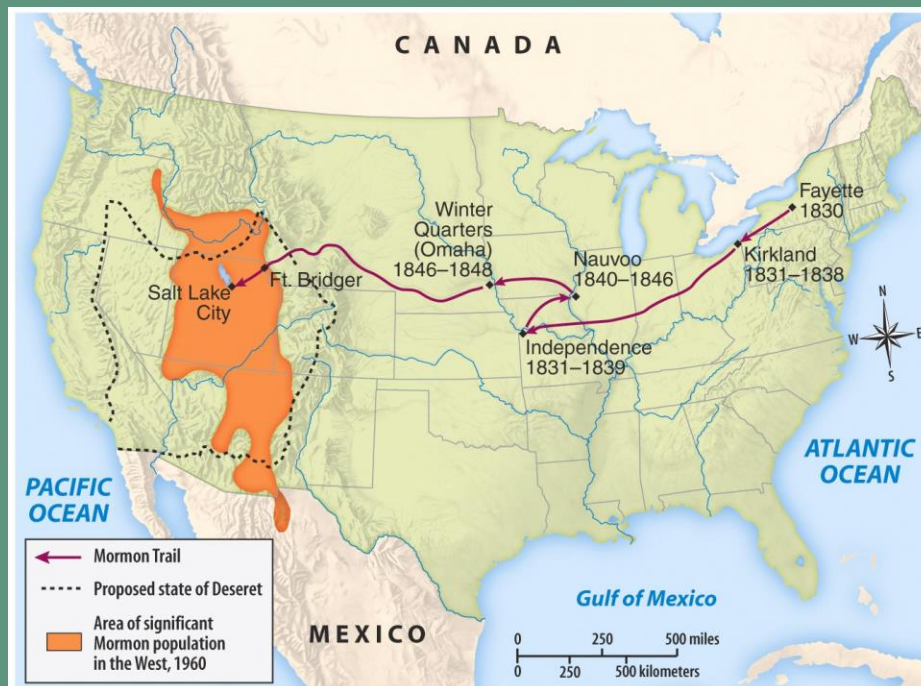 CANADA
Fayette
1830
Winter
Quarters
(Omaha)
1846–1848
Nauvoo
1840–1846
Kirkland
1831–1838
Ft. Bridger
Salt Lake
City
Independence
1831–1839
N
W
E
S
PACIFIC
OCEAN
ATLANTIC
OCEAN
Gulf of Mexico
MEXICO
Mormon Trail
Proposed state of Deseret
Area of significant
Mormon population
in the West, 1960
0 250 500 miles
0 250 500 kilometers